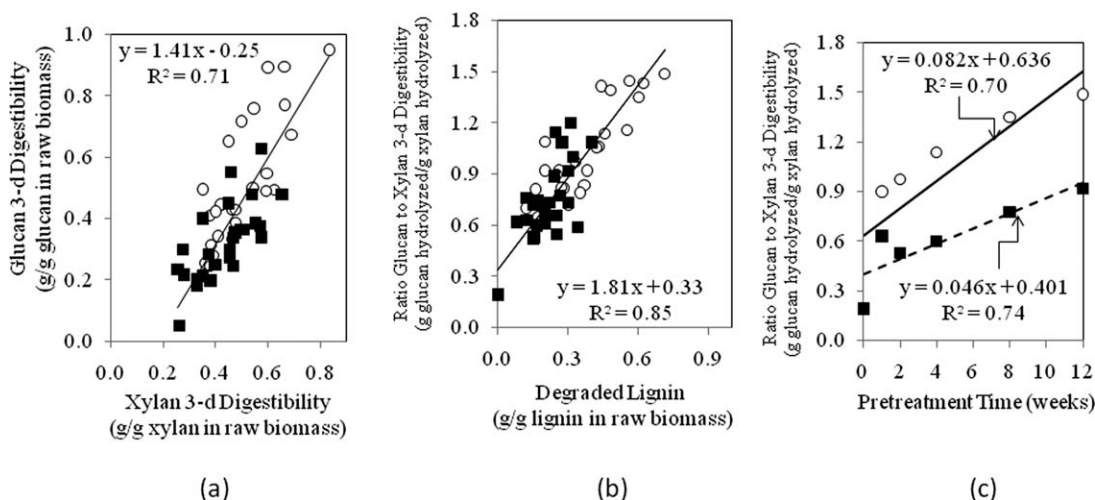 Glucan 3-d Digestibility
(g/g glucan in raw biomass)
1.0
0.8
0.6
0.4
0.2
0.0
y = 1.41x - 0.25
R² = 0.71
0.0 0.2 0.4 0.6 0.8
Xylan 3-d Digestibility
(g/g xylan in raw biomass)
(a)
Ratio Glucan to Xylan 3-d Digestibility
(g glucan hydrolyzed/g xylan hydrolyzed)
1.8
1.5
1.2
0.9
0.6
0.3
0.0
y = 1.81x + 0.33
R² = 0.85
0.0 0.3 0.6 0.9
Degraded Lignin
(g/g lignin in raw biomass)
(b)
Ratio Glucan to Xylan 3-d Digestibility
(g glucan hydrolyzed/g xylan hydrolyzed)
1.8
1.5
1.2
0.9
0.6
0.3
0.0
y = 0.082x + 0.636
R² = 0.70
y = 0.046x + 0.401
R² = 0.74
0 2 4 6 8 10 12
Pretreatment Time (weeks)
(c)